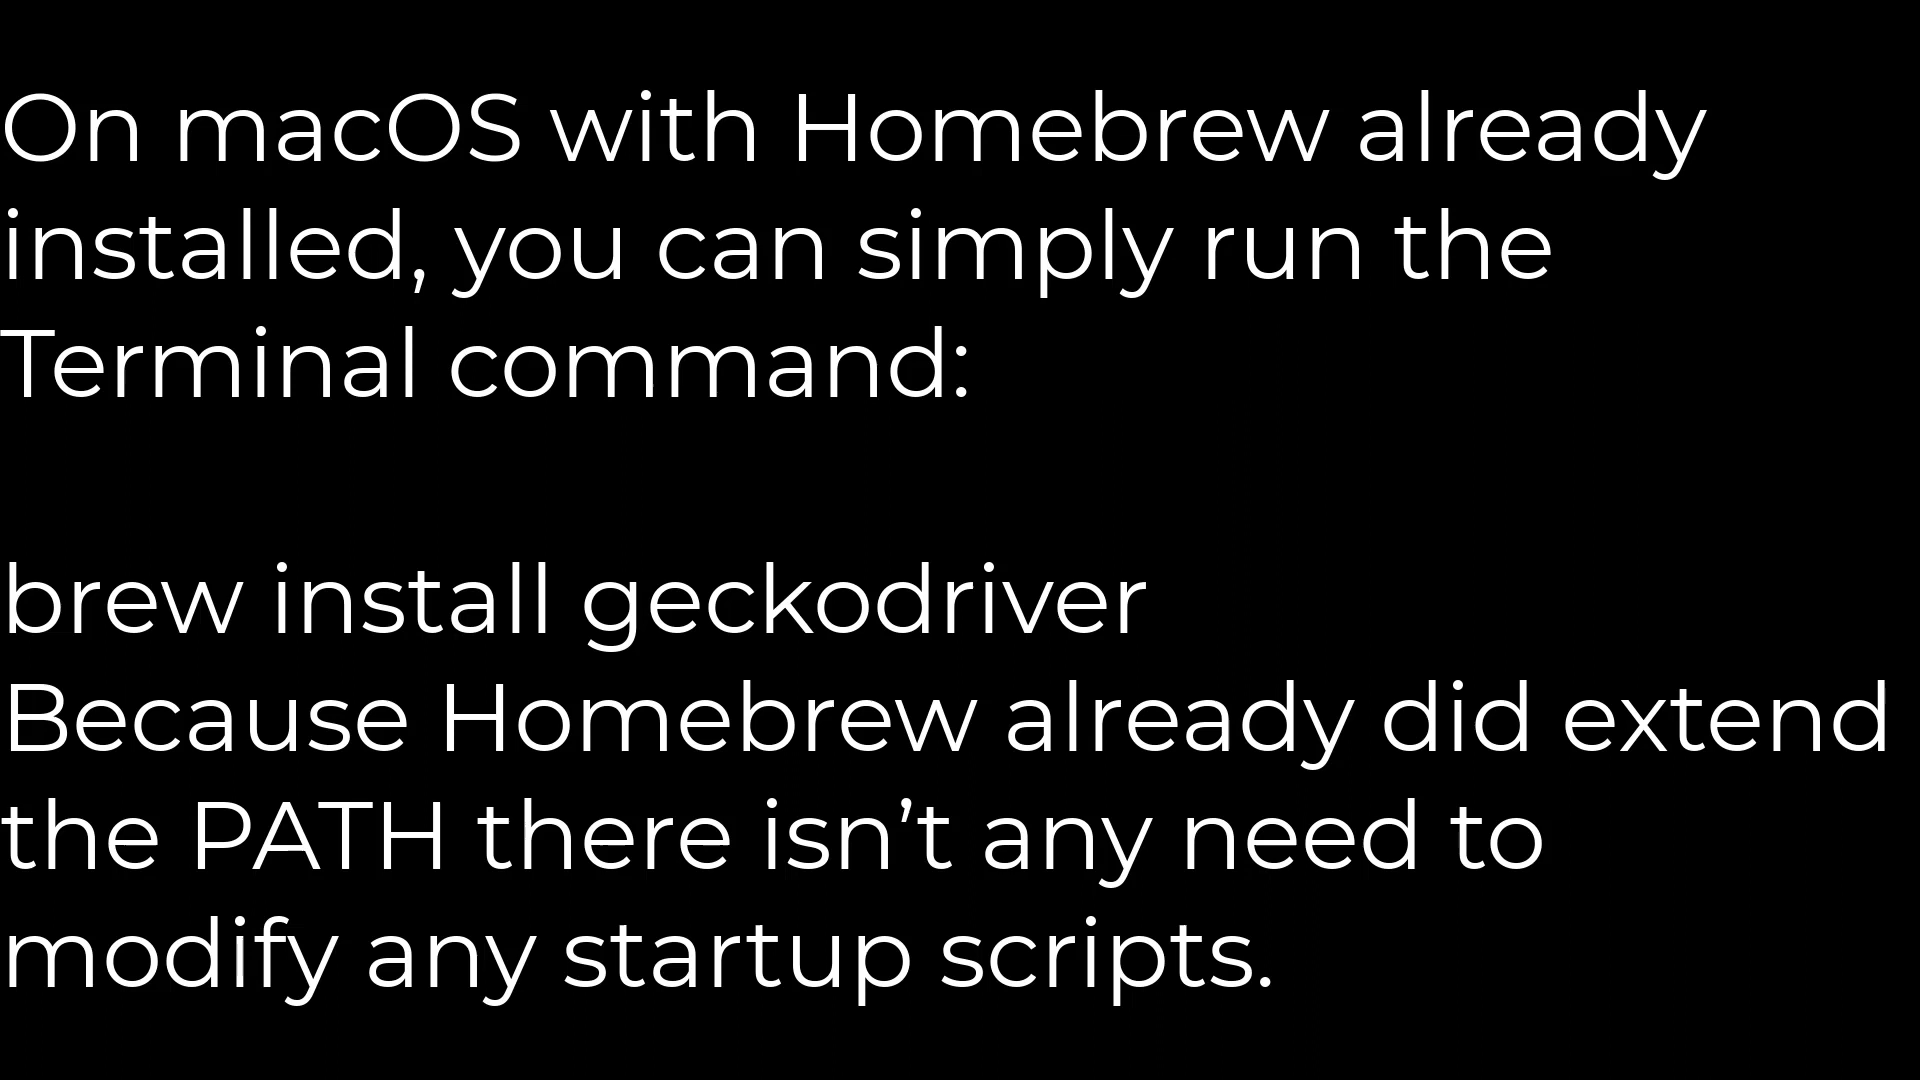 On macOS with Homebrew already
installed, you can simply run the
Terminal command:
brew install geckodriver
Because Homebrew already did extend
the PATH there isn’t any need to
modify any startup scripts.